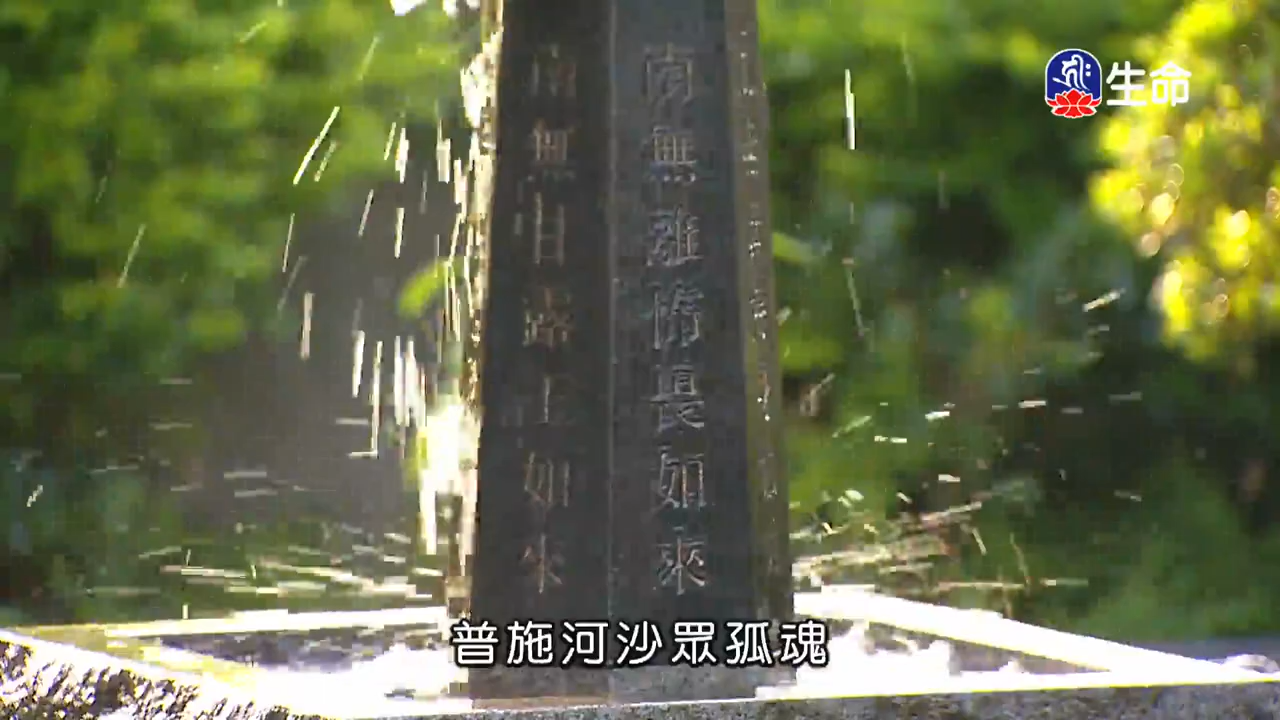 生命
南無離怖畏如來
南無甘露王如來
普施河沙眾孤魂